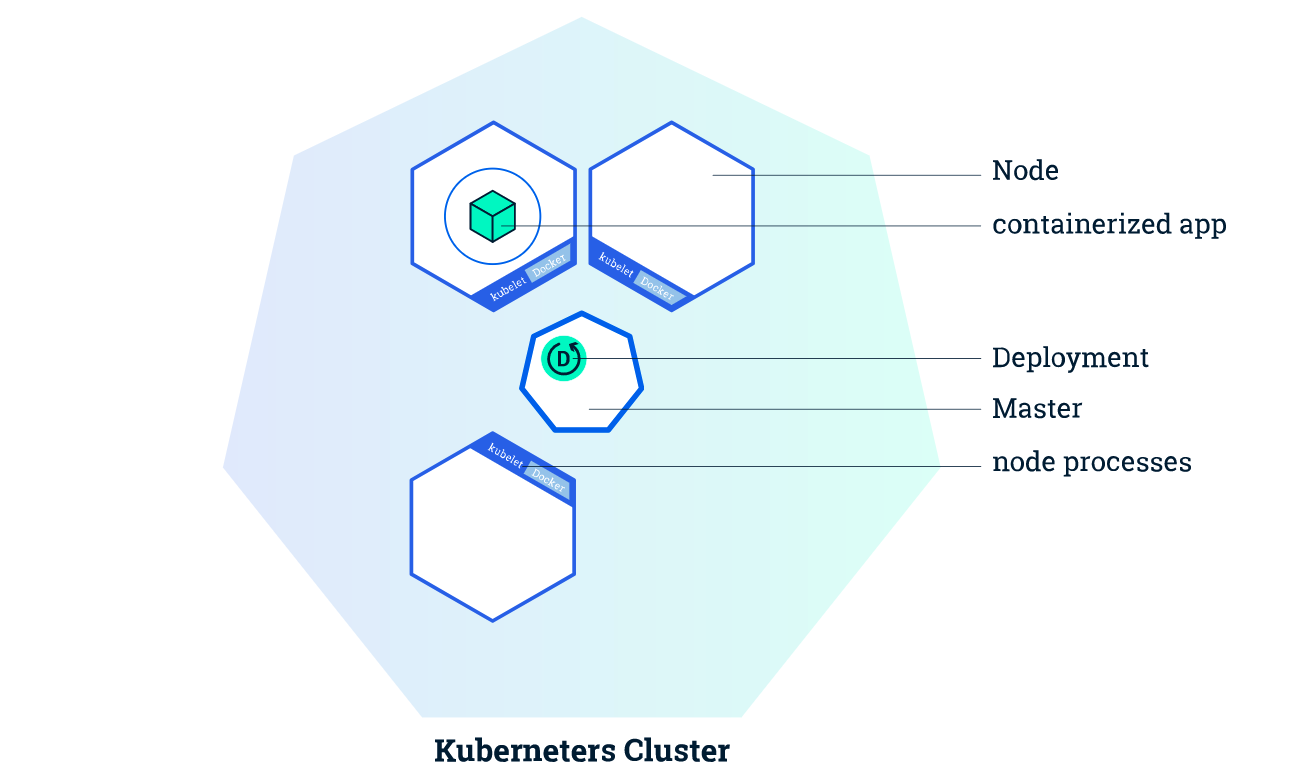 Node
containerized app
kubelet Docker
kubelet Docker
D
Deployment
Master
kubelet Docker
node processes
Kuberneters Cluster